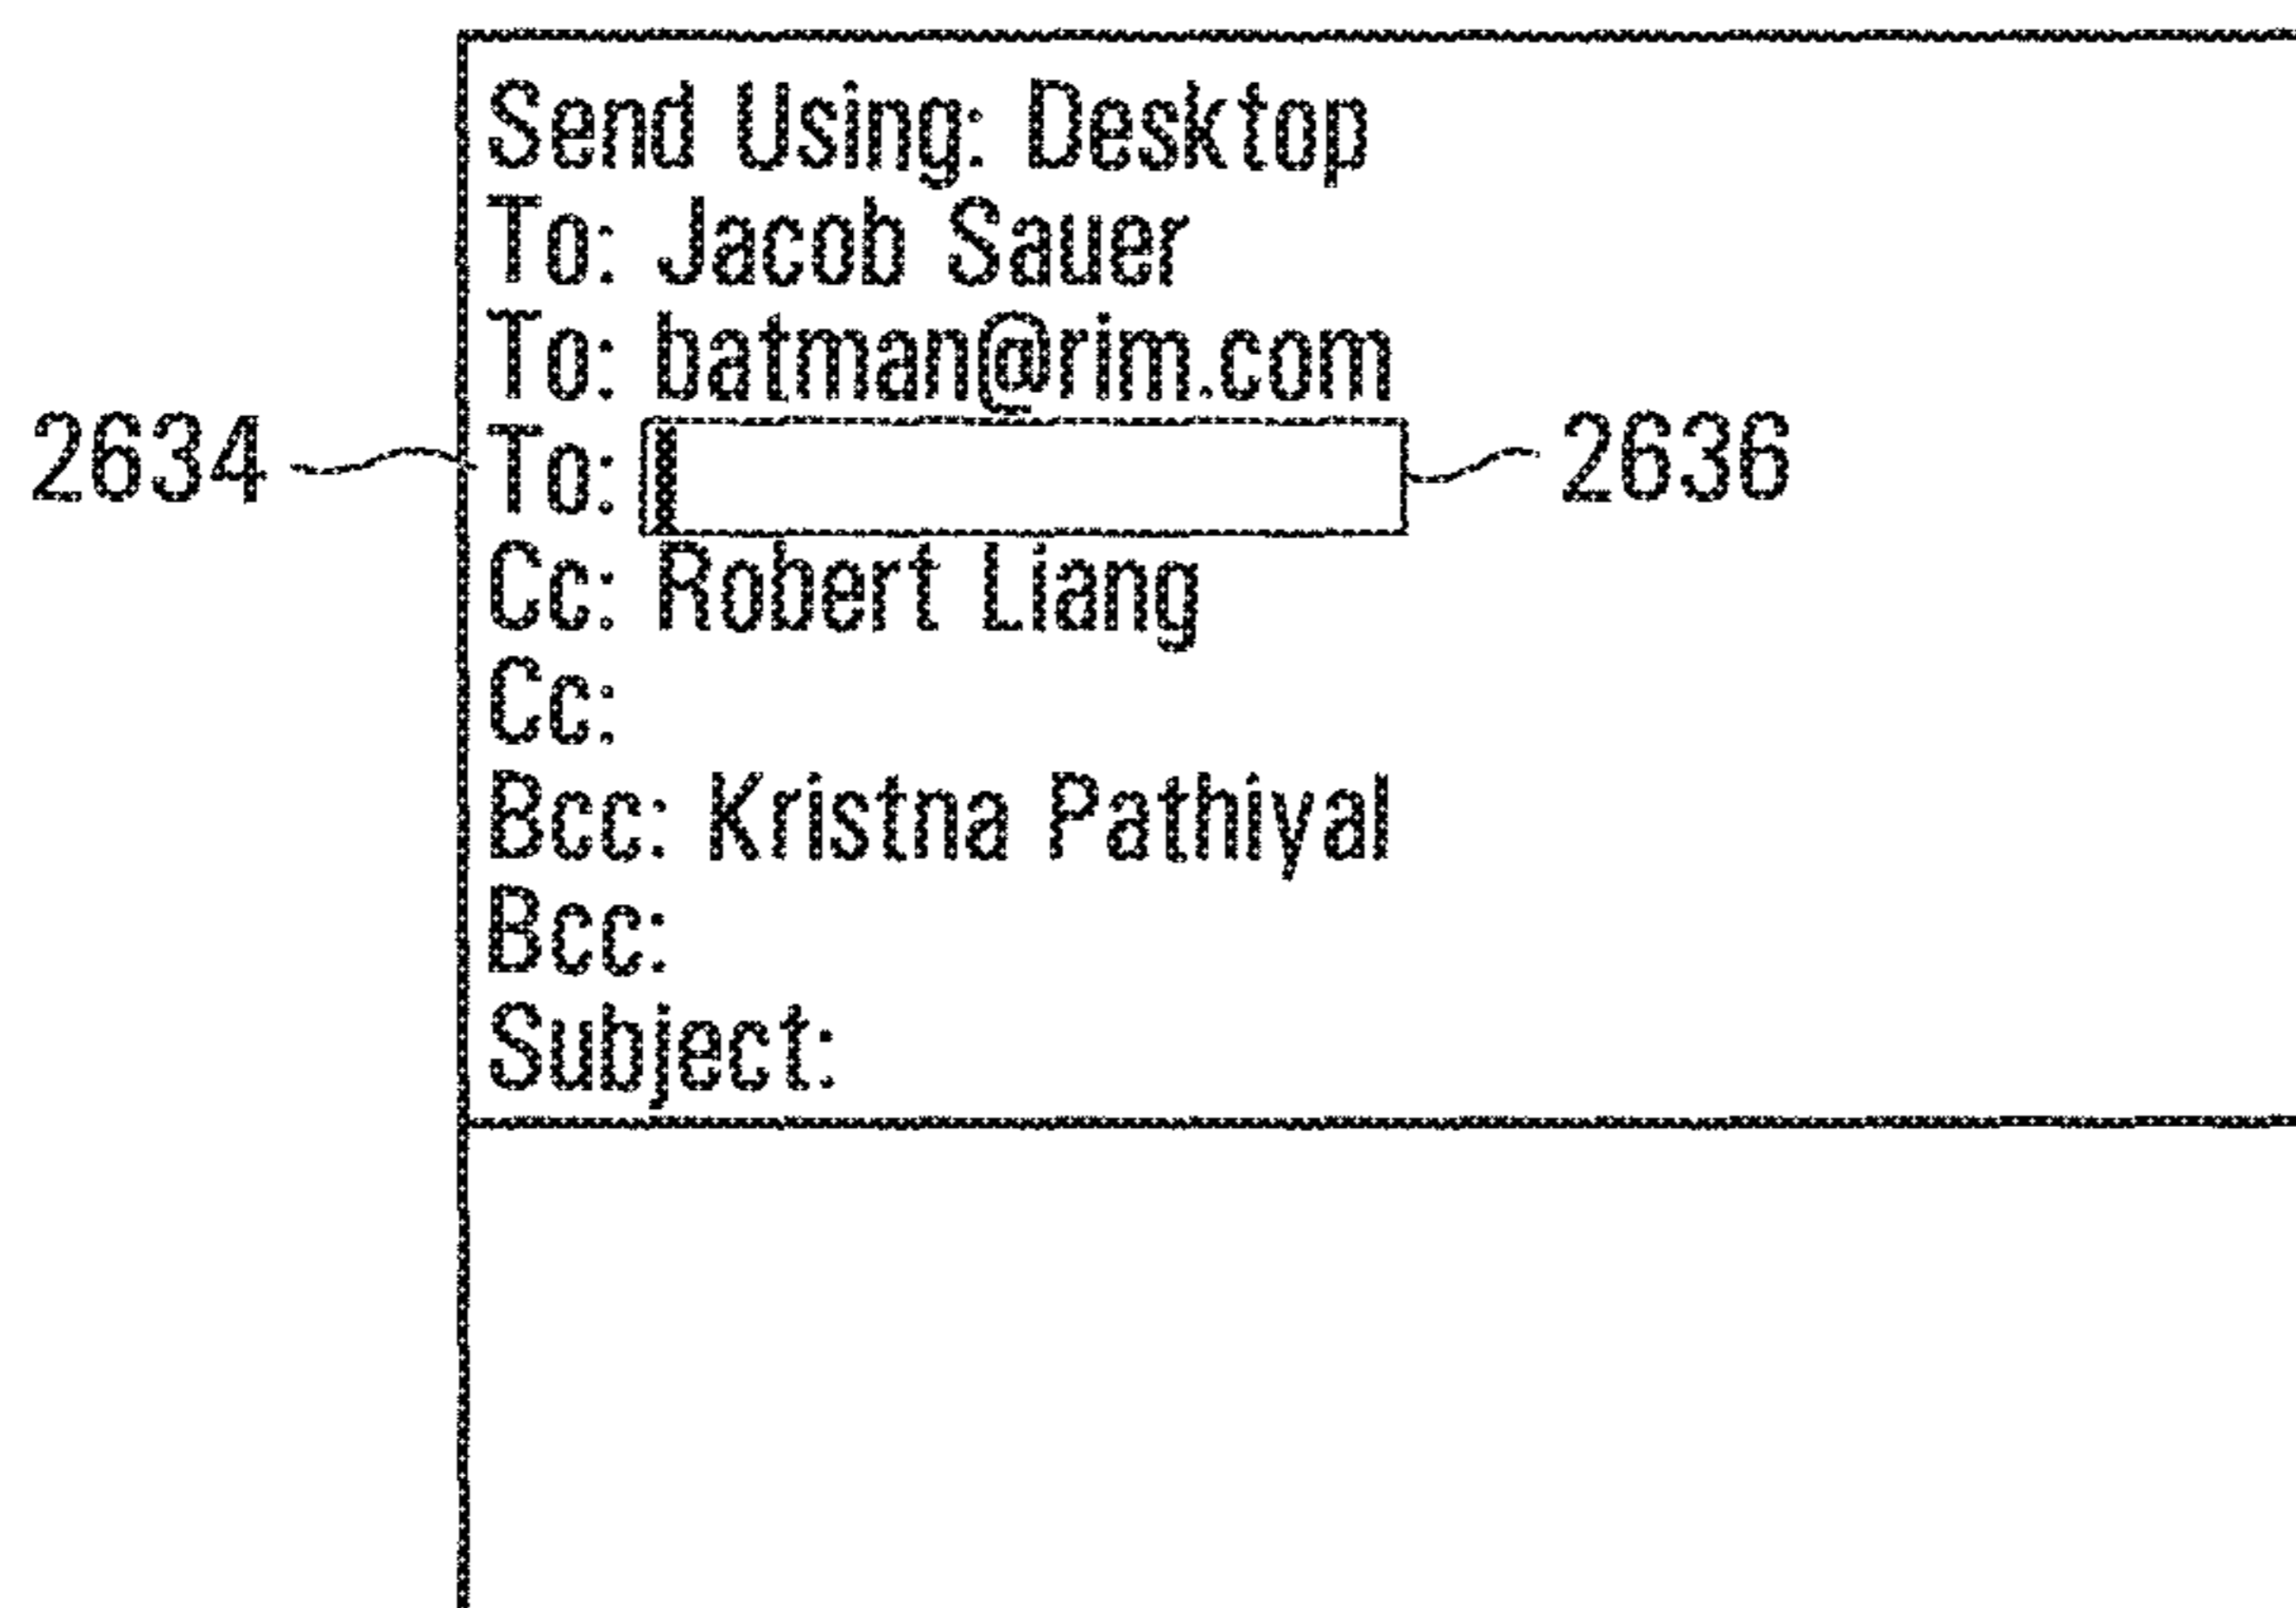 Send Using: Desktop
To: Jacob Sauer
To: batman@rim.com
2634 To: 2636
Cc: Robert Liang
Cc:
Bcc: Kristna Pathiyal
Bcc:
Subject: